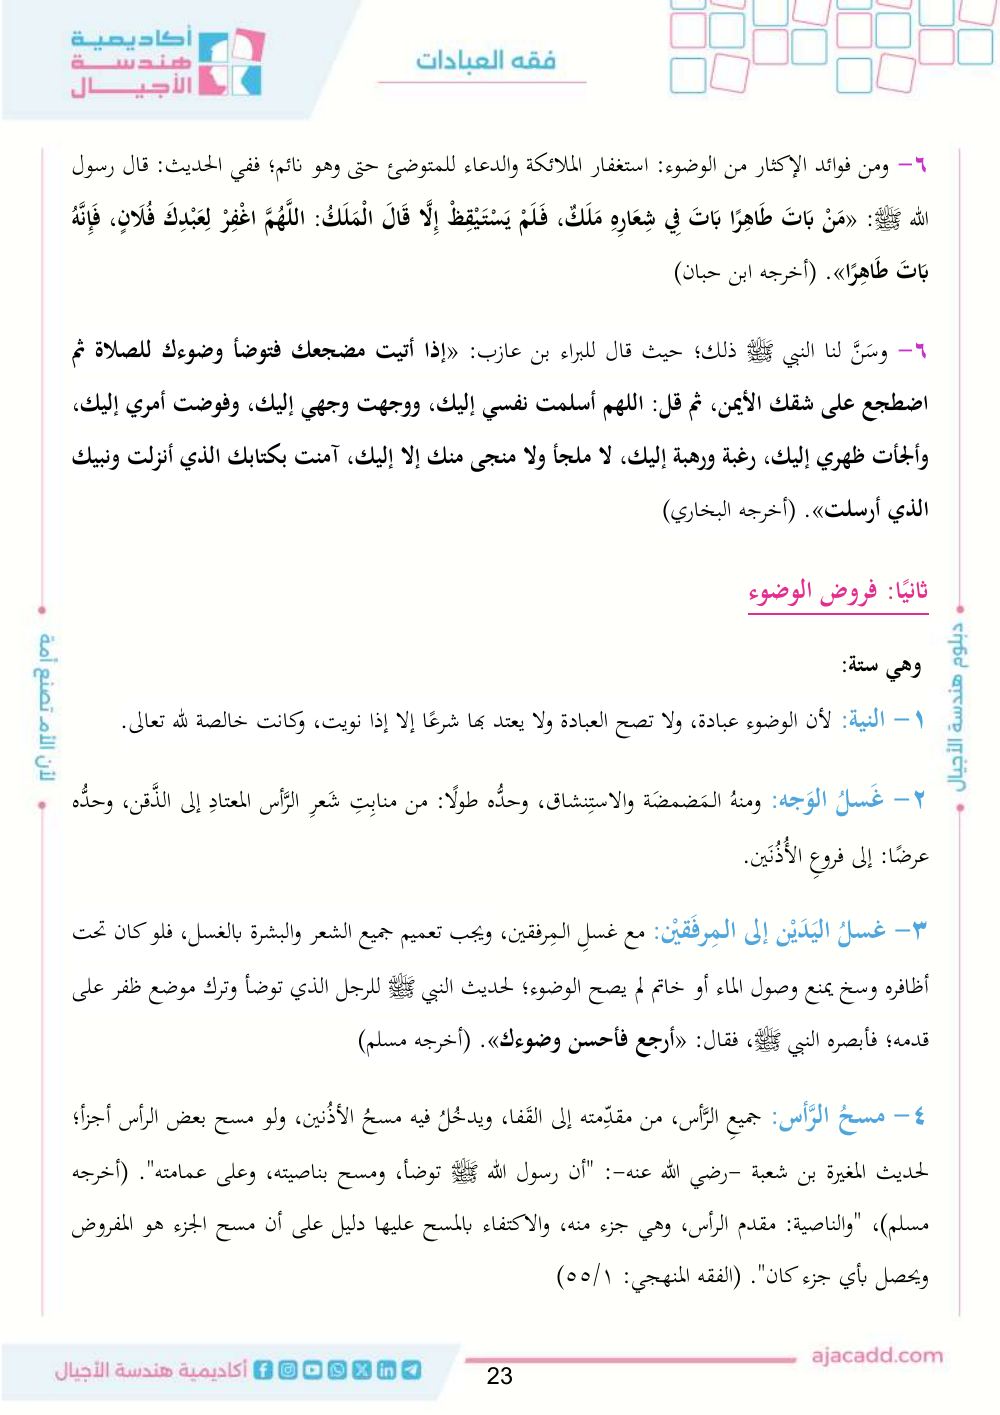 أكاديمية
هندسة
الأجيال
فقه العبادات
٦- ومن فوائد الإكثار من الوضوء: استغفار الملائكة والدعاء للمتوضئ حتى وهو نائم؛ ففي الحديث: قال رسول
الله ﷺ: «مَنْ بَاتَ طَاهِرًا بَاتَ فِي شِعَارِهِ مَلَكٌ، فَلَمْ يَسْتَيْقِظْ إِلَّا قَالَ الْمَلَكُ: اللَّهُمَّ اغْفِرْ لِعَبْدِكَ فُلَانٍ، فَإِنَّهُ
بَاتَ طَاهِرًا». (أخرجه ابن حبان)
٦- وسَنَّ لنا النبي ﷺ ذلك؛ حيث قال للبراء بن عازب: «إذا أتيت مضجعك فتوضأ وضوءك للصلاة ثم
اضطجع على شقك الأيمن، ثم قل: اللهم أسلمت نفسي إليك، ووجهت وجهي إليك، وفوضت أمري إليك،
وألجأت ظهري إليك، رغبة ورهبة إليك، لا ملجأ ولا منجى منك إلا إليك، آمنت بكتابك الذي أنزلت ونبيك
الذي أرسلت». (أخرجه البخاري)
ثانيًا: فروض الوضوء
وهي ستة:
١- النية: لأن الوضوء عبادة، ولا تصح العبادة ولا يعتد بها شرعًا إلا إذا نويت، وكانت خالصة لله تعالى.
٢- غَسلُ الوَجه: ومنهُ المَضمضَة والاستِنشاق، وحدُّه طولًا: من منابِتِ شَعرِ الرَّأس المعتادِ إلى الذَّقن، وحدُّه
عرضًا: إلى فروعِ الأُذُنَين.
٣- غسلُ اليَدَيْن إلى المِرفَقيْن: مع غسلِ المِرفقين، ويجب تعميم جميع الشعر والبشرة بالغسل، فلو كان تحت
أظافره وسخ يمنع وصول الماء أو خاتم لم يصح الوضوء؛ لحديث النبي ﷺ للرجل الذي توضأ وترك موضع ظفر على
قدمه؛ فأبصره النبي ﷺ، فقال: «أرجع فأحسن وضوءك». (أخرجه مسلم)
٤- مسحُ الرَّأس: جميعِ الرَّأس، من مقدّمته إلى القَفا، ويدخُلُ فيه مسحُ الأذُنين، ولو مسح بعض الرأس أجزأ؛
لحديث المغيرة بن شعبة -رضي الله عنه-: "أن رسول الله ﷺ توضأ، ومسح بناصيته، وعلى عمامته". (أخرجه
مسلم)، "والناصية: مقدم الرأس، وهي جزء منه، والاكتفاء بالمسح عليها دليل على أن مسح الجزء هو المفروض
ويحصل بأي جزء كان". (الفقه المنهجي: ٥٥/١)
دبلوم هندسة الأجيال
لأن الأم تصنع أمة
ajacadd.com
23
أكاديمية هندسة الأجيال